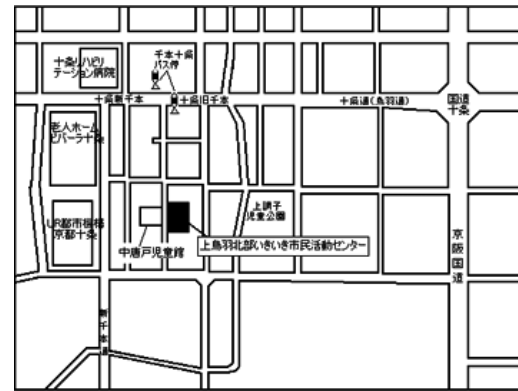 十条リハビリ
テーション病院
千本十条
バス停
十条新千本
十条旧千本
十条通(鳥羽通)
国道
十条
老人ホーム
ビバーラ十条
上調子
児童公園
UR都市機構
京都十条
中唐戸児童館
上鳥羽北部いきいき市民活動センター
京阪国道
新千本通